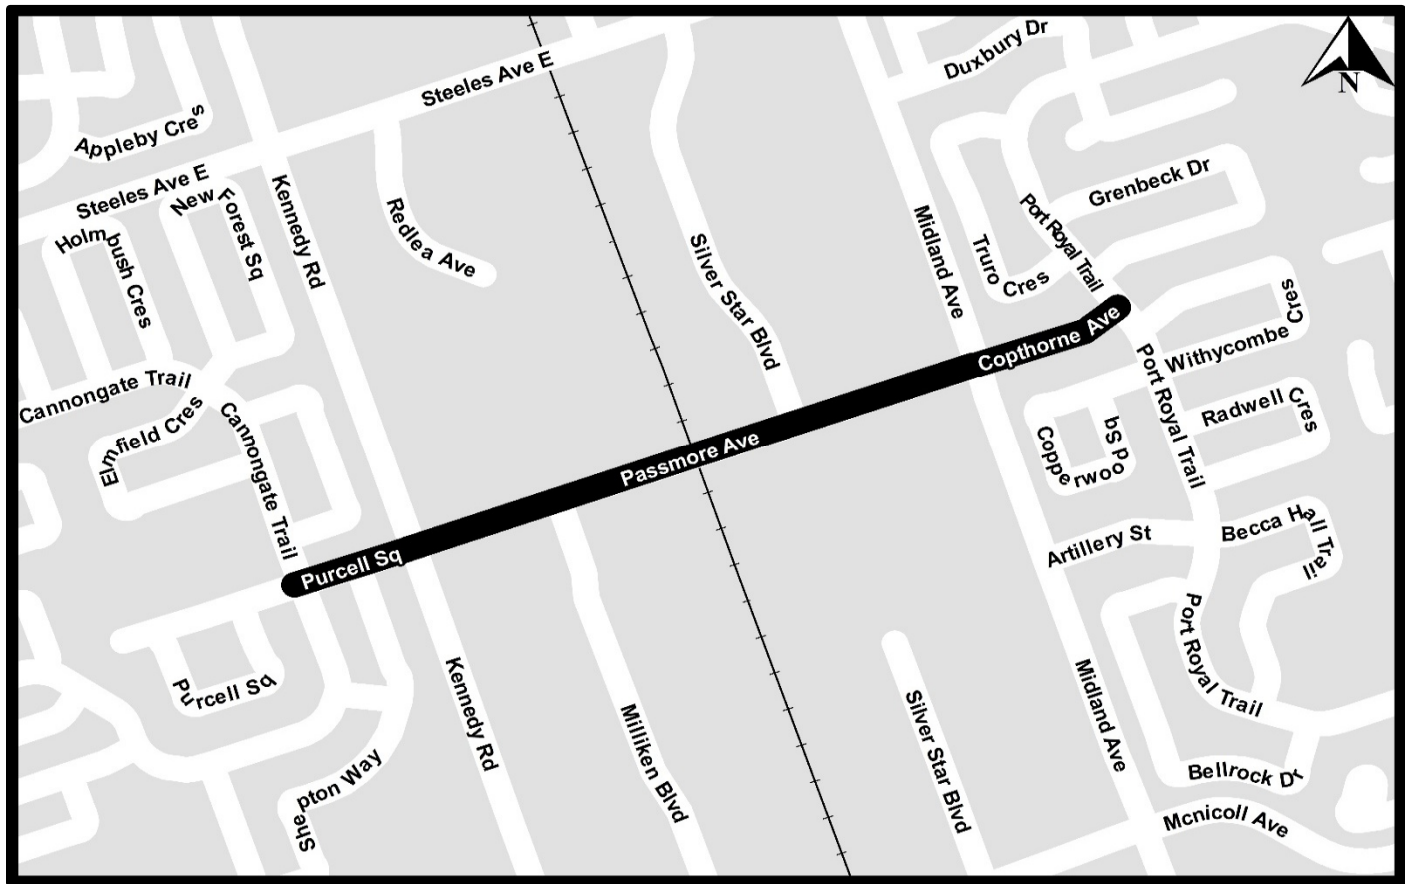 Steeles Ave E
Duxbury Dr
N
Appleby Cres
Steeles Ave E
New Forest Sq
Kennedy Rd
Holmbush Cres
Redlea Ave
Silver Star Blvd
Midland Ave
Truro Cres
Port Royal Trail
Grenbeck Dr
Cannongate Trail
Elmfield Cres
Cannongate Trail
Copthorne Ave
Port Royal Trail
Withycombe Cres
Radwell Cres
Copperwood Sq
Passmore Ave
Purcell Sq
Artillery St
Becca Hall Trail
Port Royal Trail
Purcell Sq
Kennedy Rd
Milliken Blvd
Silver Star Blvd
Midland Ave
Shepton Way
Bellrock Dr
Mcnicoll Ave